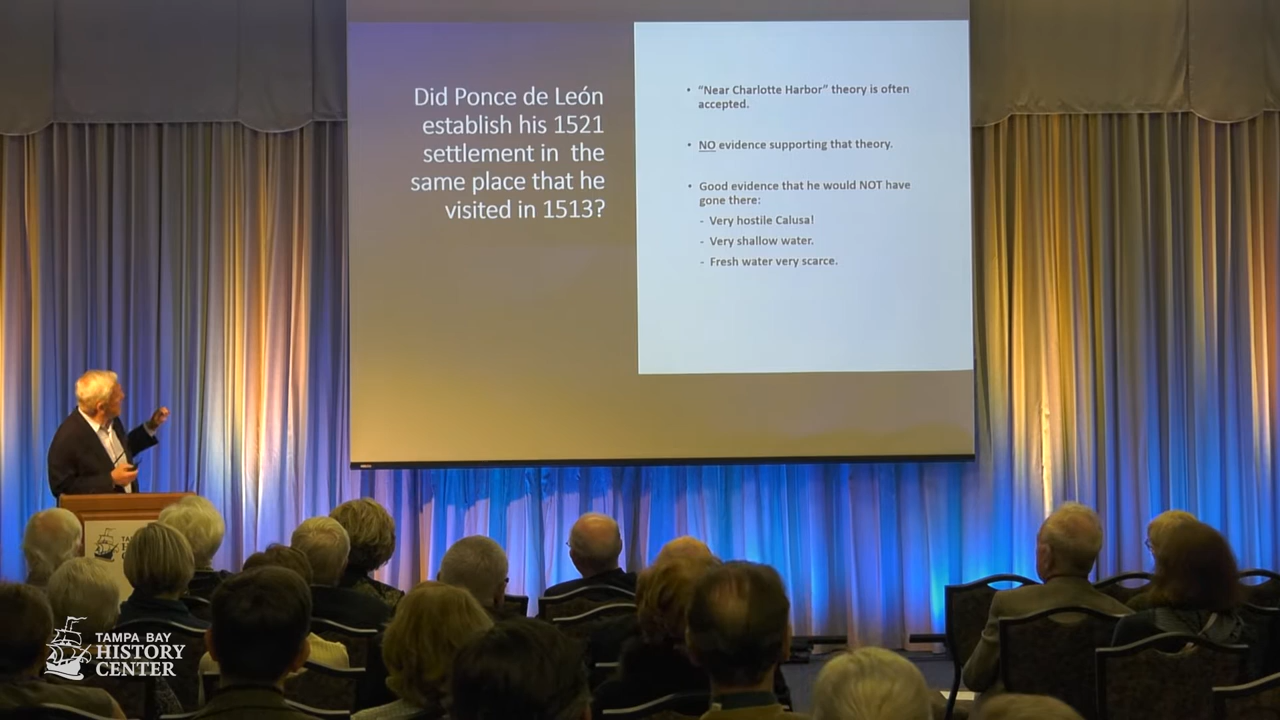 Did Ponce de León
establish his 1521
settlement in the
same place that he
visited in 1513?
• "Near Charlotte Harbor" theory is often
accepted.
• NO evidence supporting that theory.
• Good evidence that he would NOT have
gone there:
- Very hostile Calusa!
- Very shallow water.
- Fresh water very scarce.
TAMPA BAY
HISTORY
CENTER